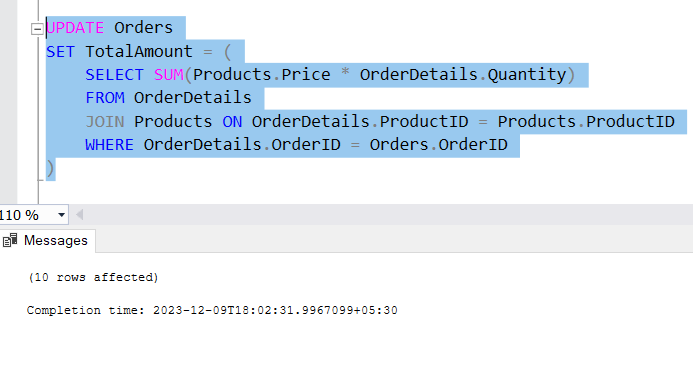 UPDATE Orders
SET TotalAmount = (
SELECT SUM(Products.Price * OrderDetails.Quantity)
FROM OrderDetails
JOIN Products ON OrderDetails.ProductID = Products.ProductID
WHERE OrderDetails.OrderID = Orders.OrderID
)
110 %
Messages
(10 rows affected)
Completion time: 2023-12-09T18:02:31.9967099+05:30